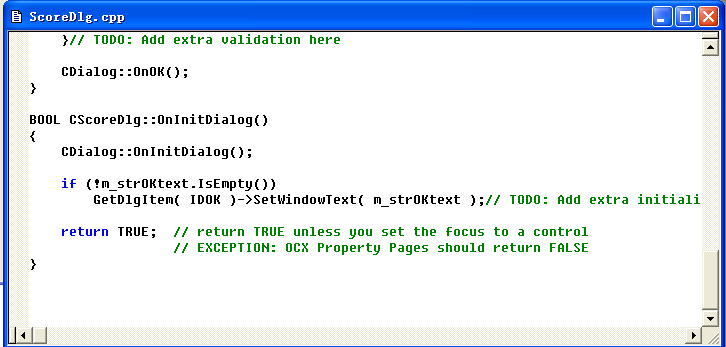 ScoreDlg.cpp
}// TODO: Add extra validation here
CDialog::OnOK();
}
BOOL CScoreDlg::OnInitDialog()
{
CDialog::OnInitDialog();
if (!m_strOKtext.IsEmpty())
GetDlgItem( IDOK )->SetWindowText( m_strOKtext );// TODO: Add extra initiali
return TRUE;  // return TRUE unless you set the focus to a control
// EXCEPTION: OCX Property Pages should return FALSE
}